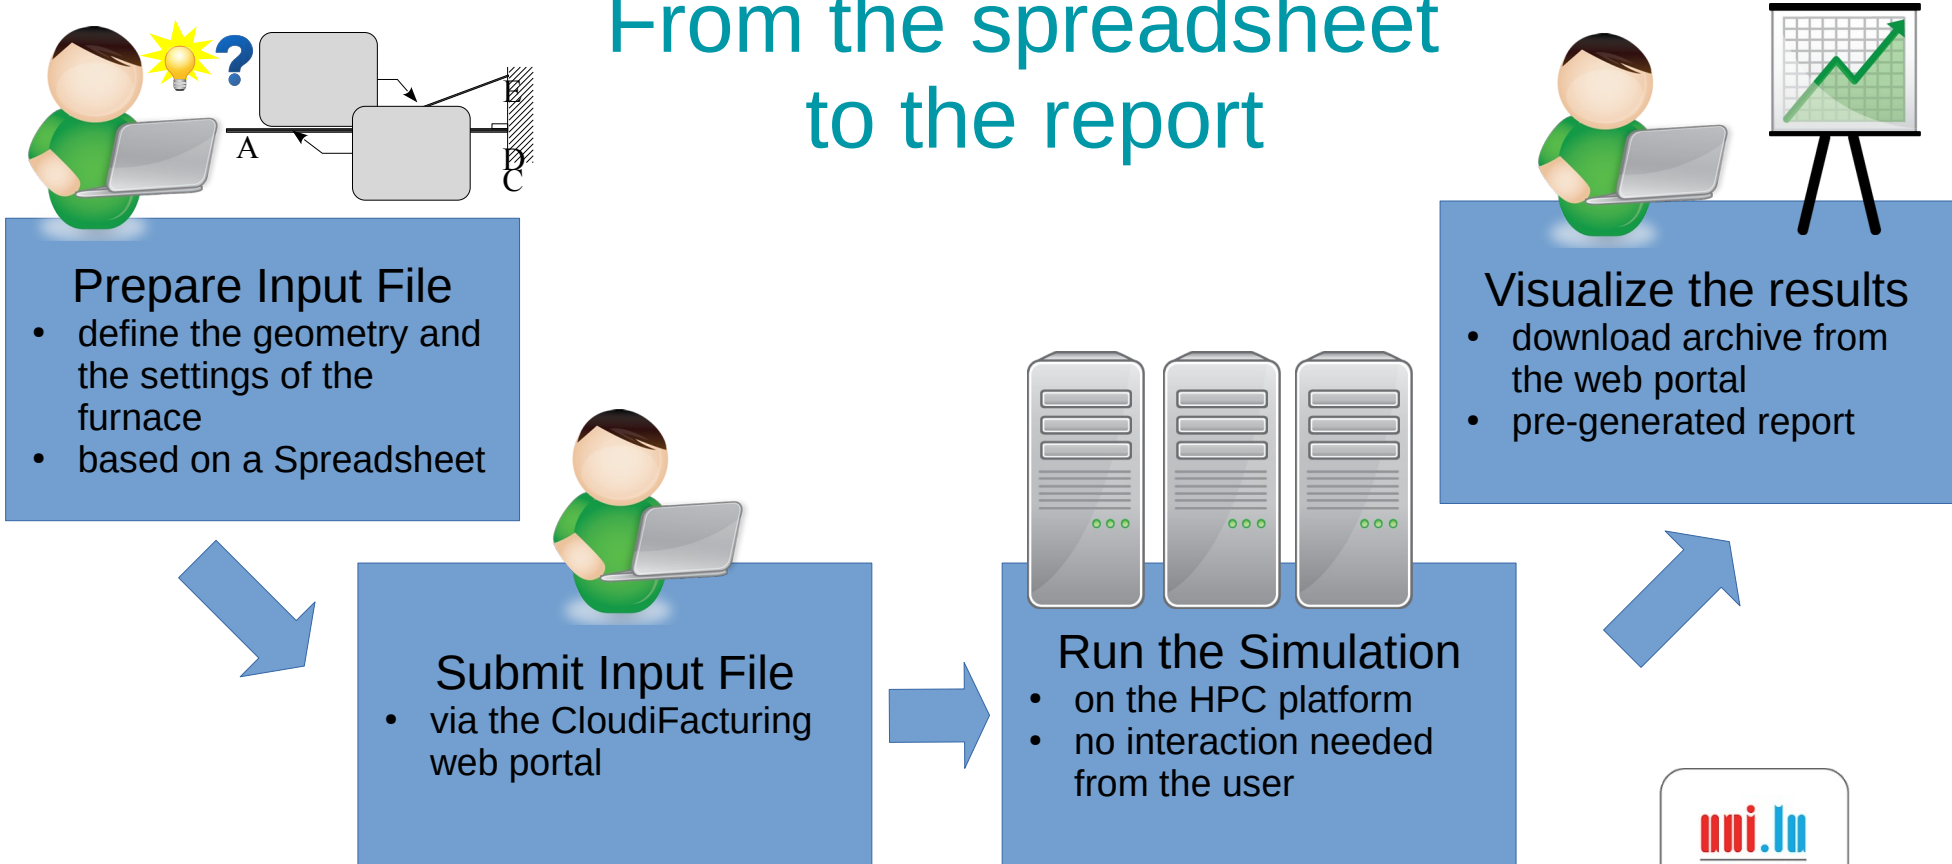 From the spreadsheet
to the report
?
A
E
D
C
Prepare Input File
• define the geometry and
the settings of the
furnace
• based on a Spreadsheet
Submit Input File
• via the CloudiFacturing
web portal
Run the Simulation
• on the HPC platform
• no interaction needed
from the user
Visualize the results
• download archive from
the web portal
• pre-generated report
uni.lu